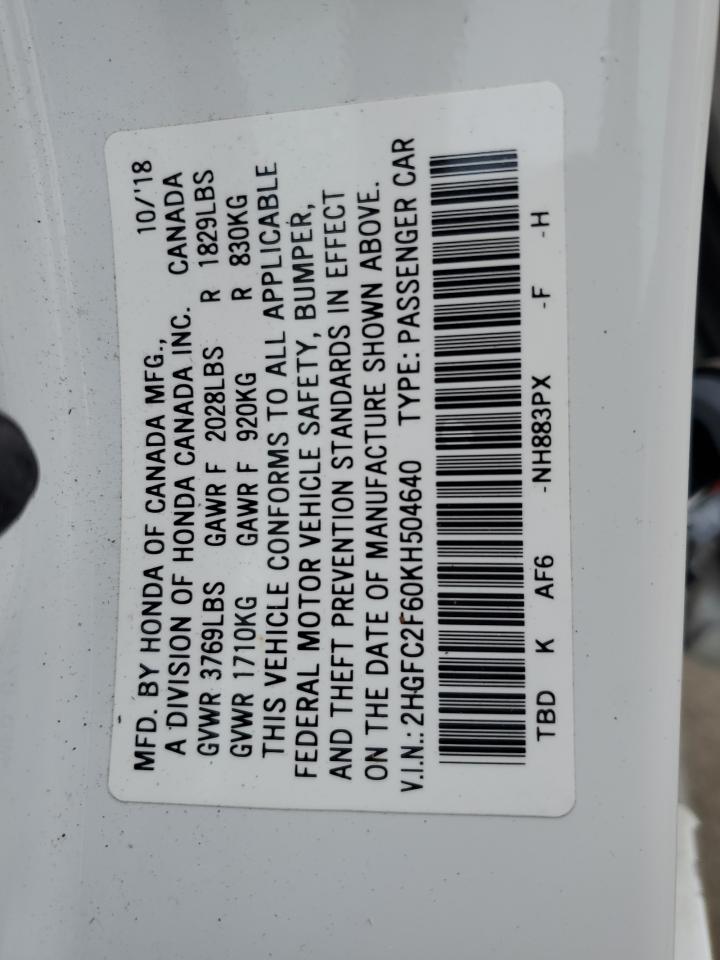 MFD. BY HONDA OF CANADA MFG., 10/'18
A DIVISION OF HONDA CANADA INC. CANADA
GVWR 3769LBS GAWR F 2028LBS R 1829LBS
GVWR 1710KG GAWR F 920KG R 830KG
THIS VEHICLE CONFORMS TO ALL APPLICABLE
FEDERAL MOTOR VEHICLE SAFETY, BUMPER,
AND THEFT PREVENTION STANDARDS IN EFFECT
ON THE DATE OF MANUFACTURE SHOWN ABOVE.
V.I.N.: 2HGFC2F60KH504640 TYPE: PASSENGER CAR
TBD K AF6 -NH883PX -F -H